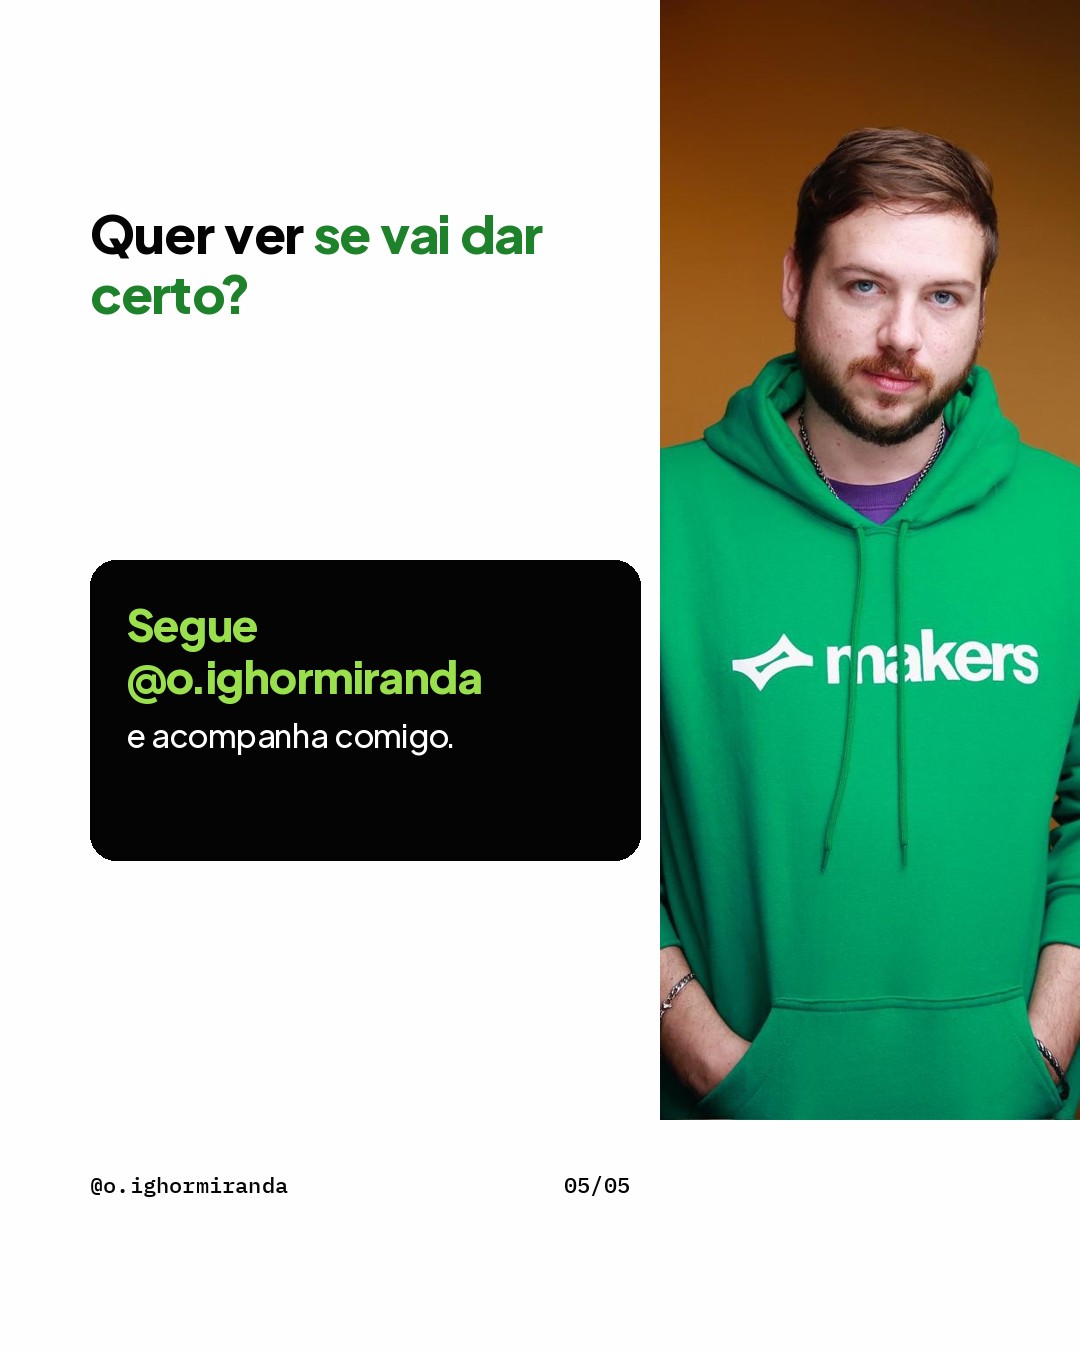 Quer ver se vai dar
certo?
Segue
@o.ighormiranda
e acompanha comigo.
makers
@o.ighormiranda
05/05